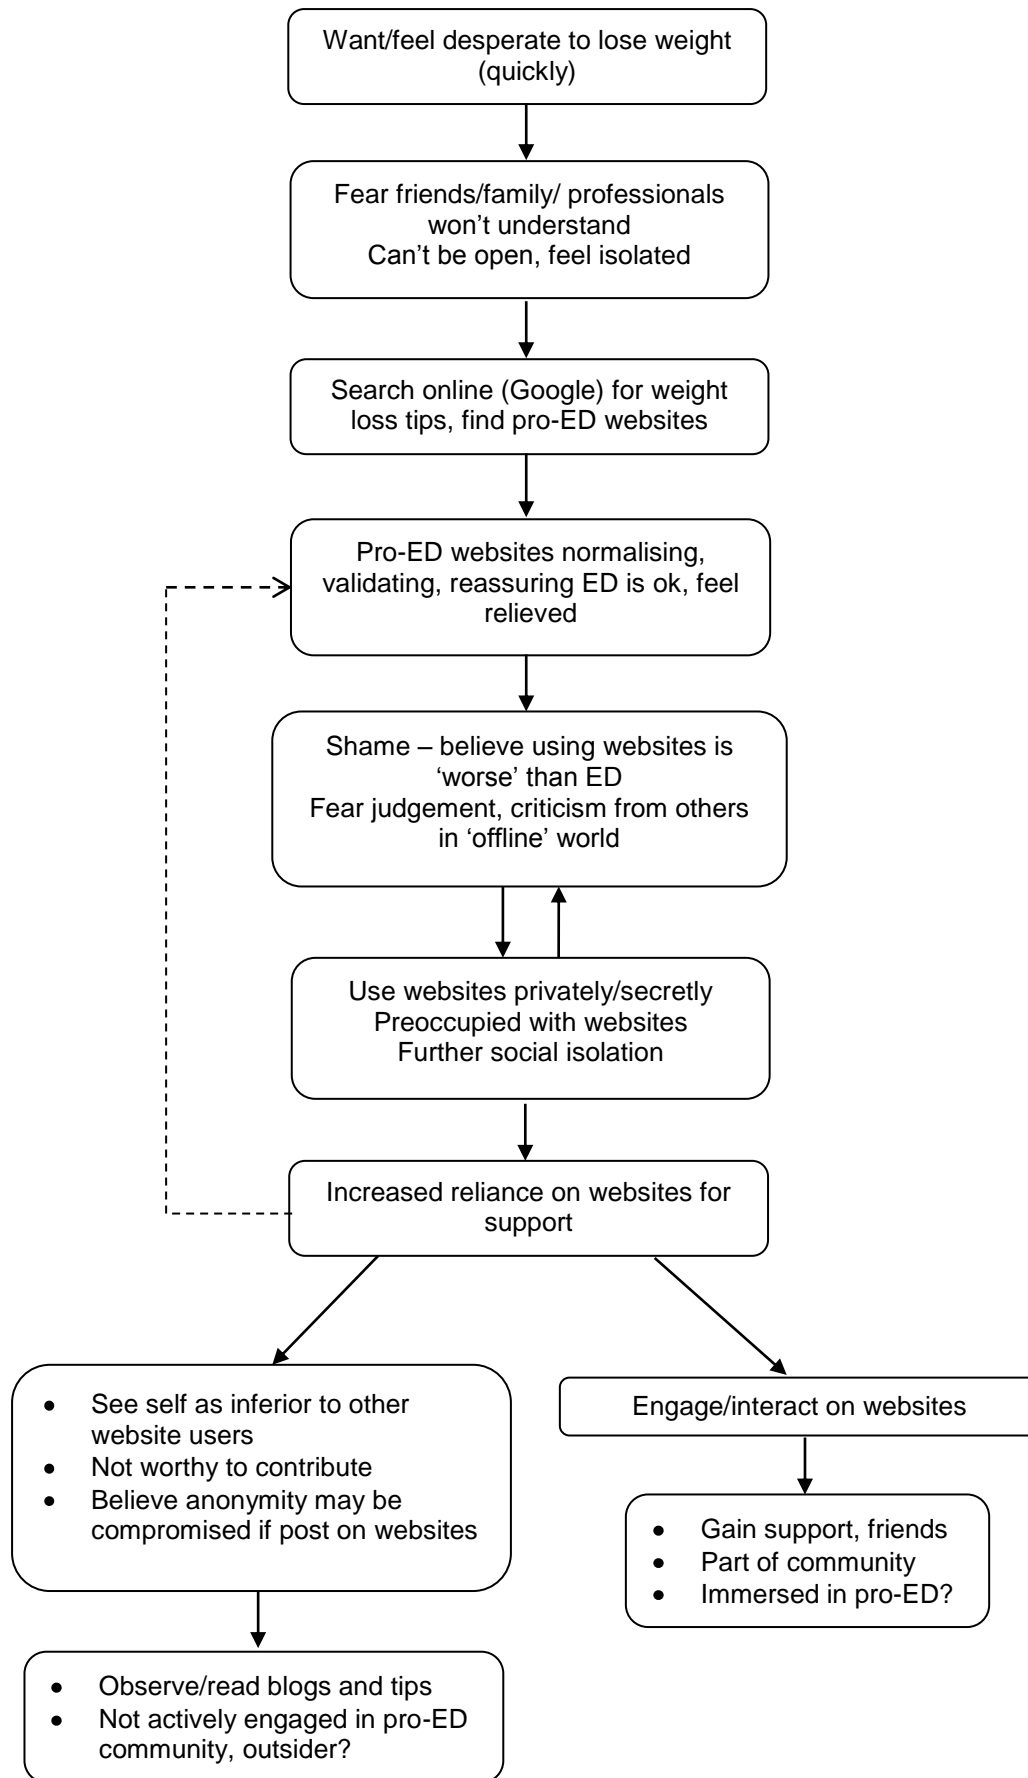 Want/feel desperate to lose weight
(quickly)
Fear friends/family/ professionals
won’t understand
Can’t be open, feel isolated
Search online (Google) for weight
loss tips, find pro-ED websites
Pro-ED websites normalising,
validating, reassuring ED is ok, feel
relieved
Shame – believe using websites is
‘worse’ than ED
Fear judgement, criticism from others
in ‘offline’ world
Use websites privately/secretly
Preoccupied with websites
Further social isolation
Increased reliance on websites for
support
• See self as inferior to other
website users
• Not worthy to contribute
• Believe anonymity may be
compromised if post on websites
Engage/interact on websites
• Gain support, friends
• Part of community
• Immersed in pro-ED?
• Observe/read blogs and tips
• Not actively engaged in pro-ED
community, outsider?